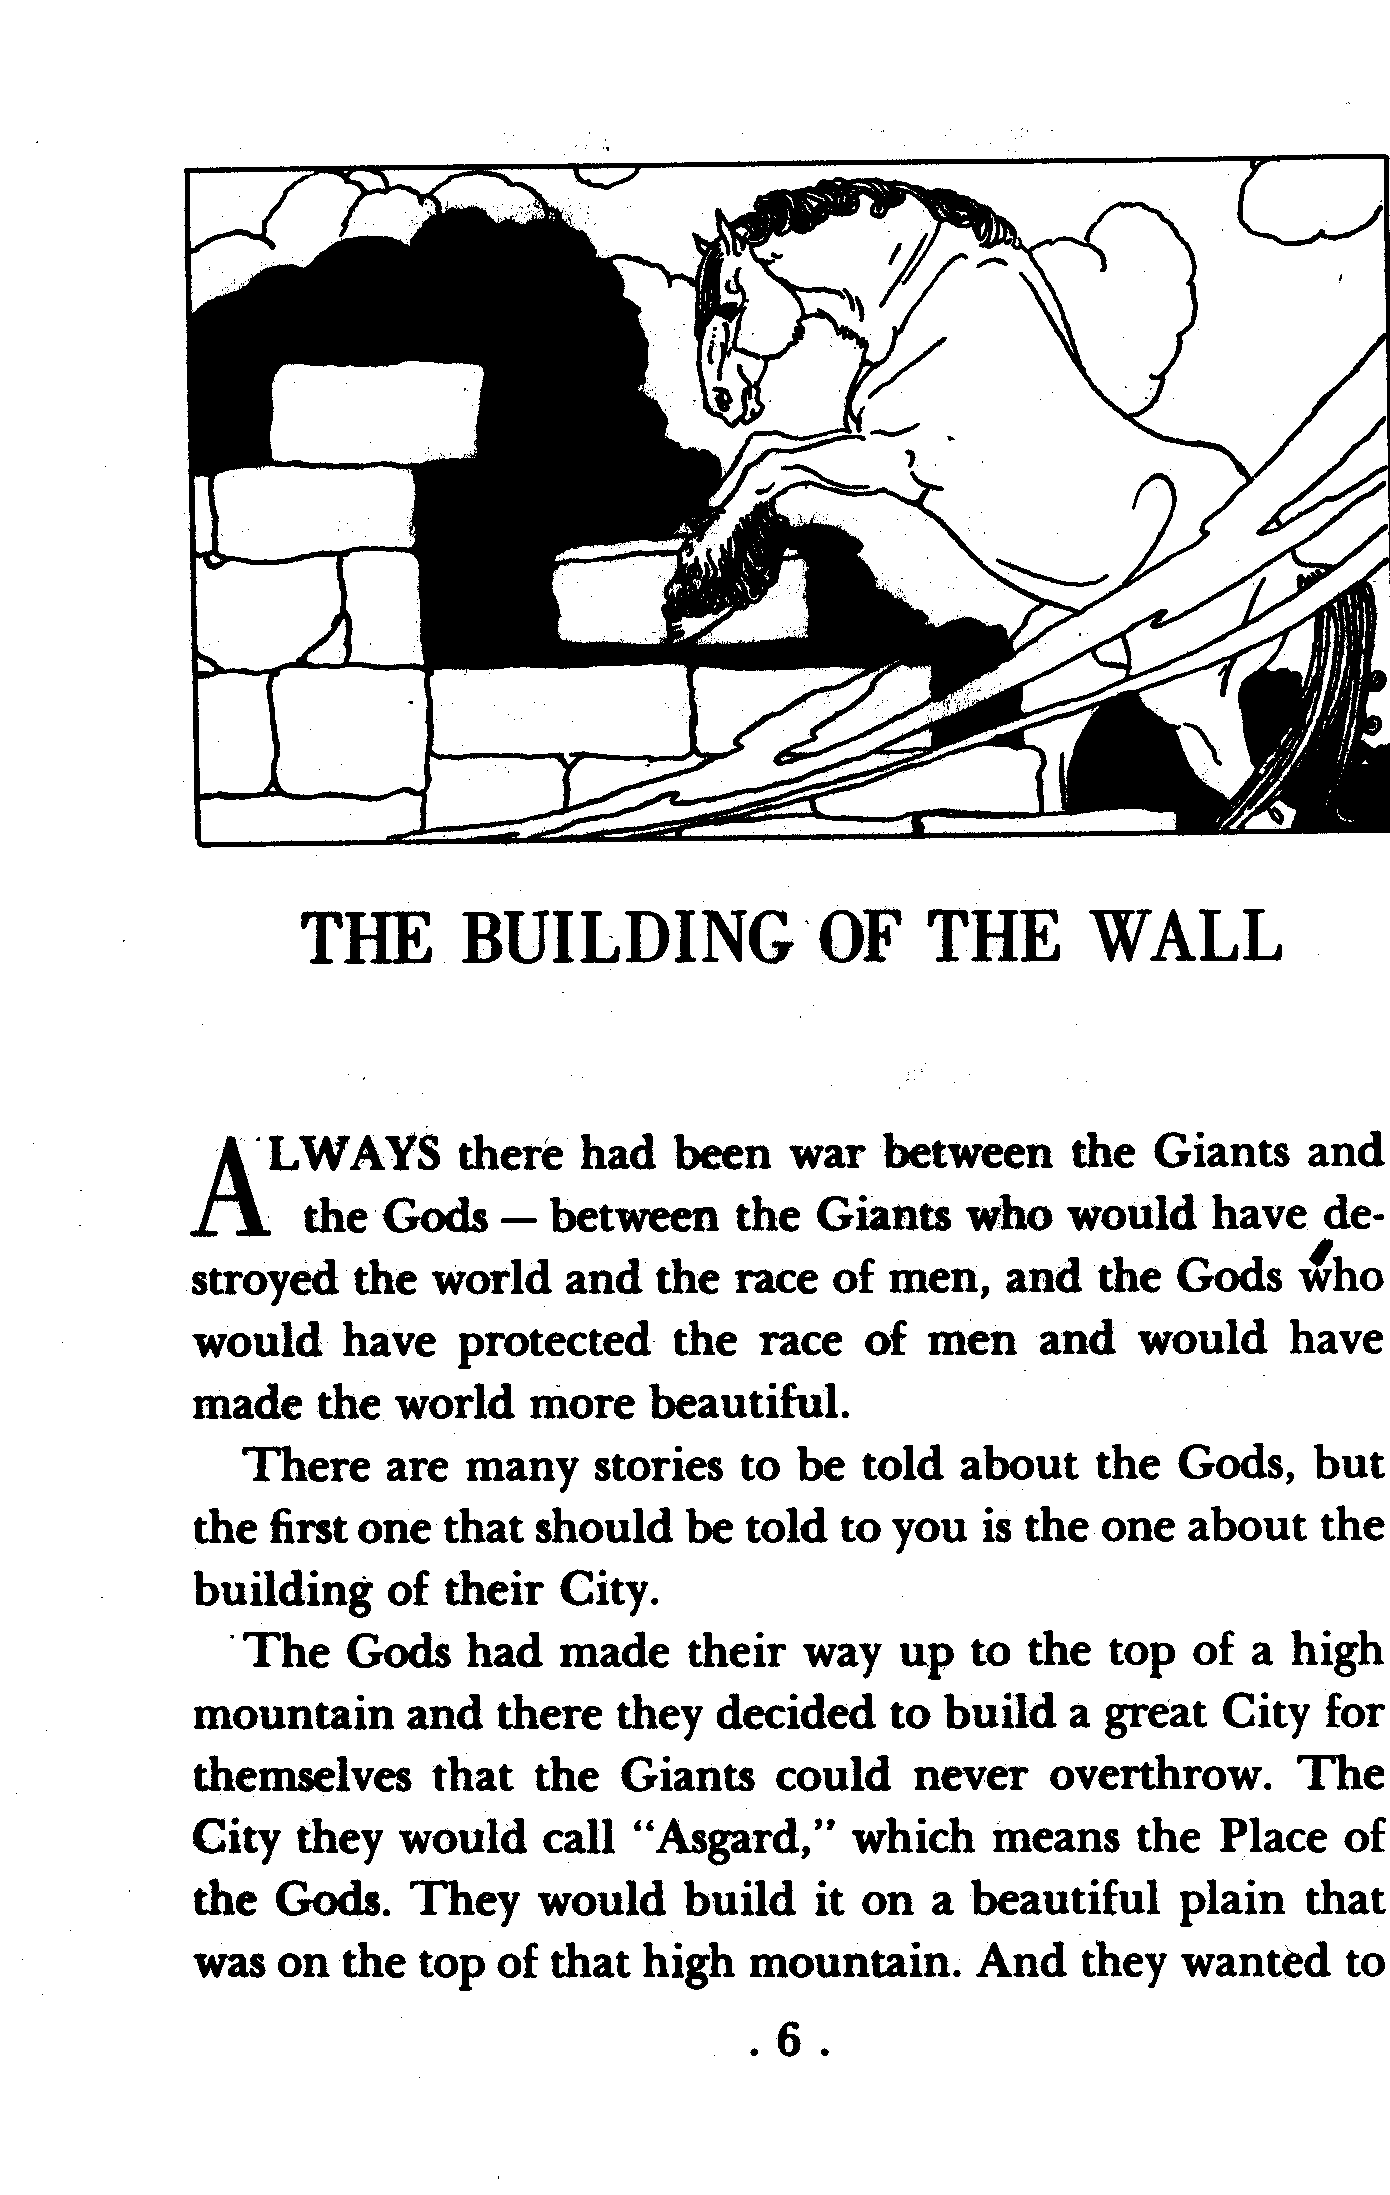 THE BUILDING OF THE WALL
ALWAYS there had been war between the Giants and
the Gods — between the Giants who would have de-
stroyed the world and the race of men, and the Gods who
would have protected the race of men and would have
made the world more beautiful.
There are many stories to be told about the Gods, but
the first one that should be told to you is the one about the
building of their City.
The Gods had made their way up to the top of a high
mountain and there they decided to build a great City for
themselves that the Giants could never overthrow. The
City they would call “Asgard,” which means the Place of
the Gods. They would build it on a beautiful plain that
was on the top of that high mountain. And they wanted to
. 6 .